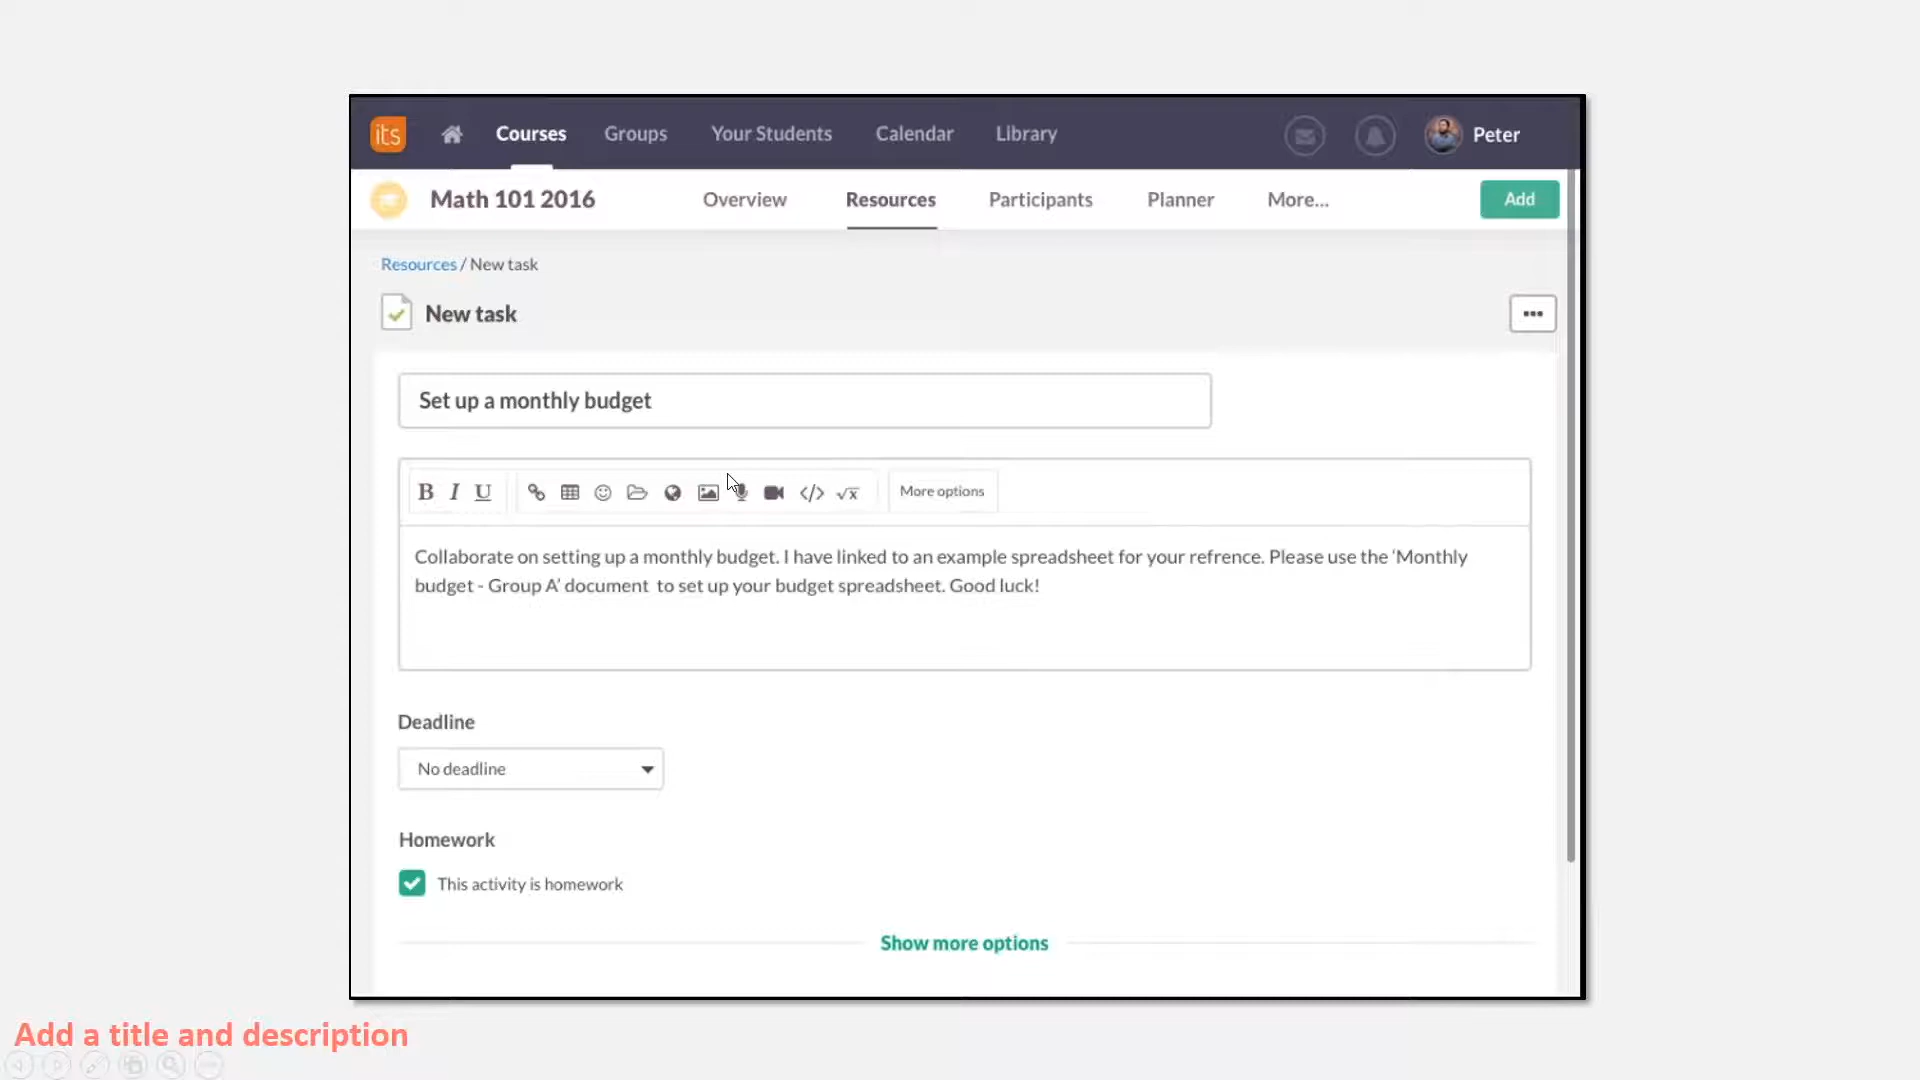 its Courses Groups Your Students Calendar Library Peter
Math 101 2016 Overview Resources Participants Planner More... Add
Resources / New task
New task
Set up a monthly budget
B I U </> √x More options
Collaborate on setting up a monthly budget. I have linked to an example spreadsheet for your refrence. Please use the ‘Monthly
budget - Group A’ document to set up your budget spreadsheet. Good luck!
Deadline
No deadline
Homework
This activity is homework
Show more options
Add a title and description